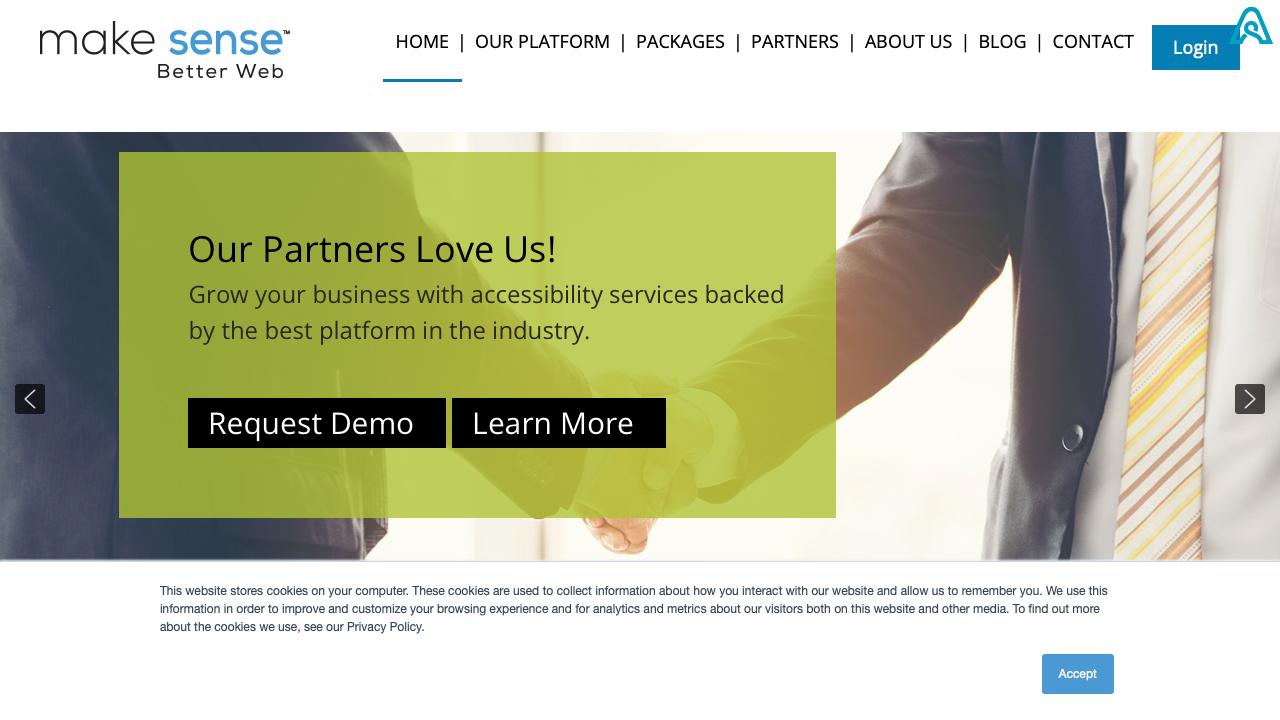 make sense™
Better Web
HOME | OUR PLATFORM | PACKAGES | PARTNERS | ABOUT US | BLOG | CONTACT
Login
Our Partners Love Us!
Grow your business with accessibility services backed
by the best platform in the industry.
Request Demo
Learn More
This website stores cookies on your computer. These cookies are used to collect information about how you interact with our website and allow us to remember you. We use this
information in order to improve and customize your browsing experience and for analytics and metrics about our visitors both on this website and other media. To find out more
about the cookies we use, see our Privacy Policy.
Accept